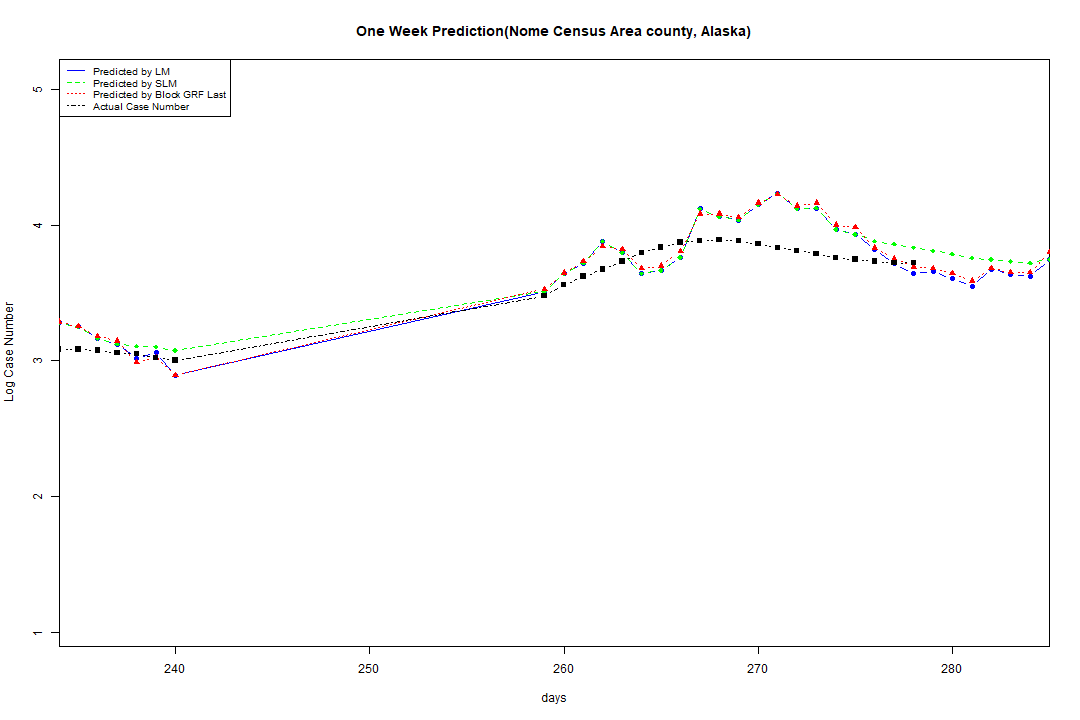 One Week Prediction(Nome Census Area county, Alaska)
Predicted by LM
Predicted by SLM
Predicted by Block GRF Last
Actual Case Number
5
4
3
2
1
Log Case Number
240 250 260 270 280
days